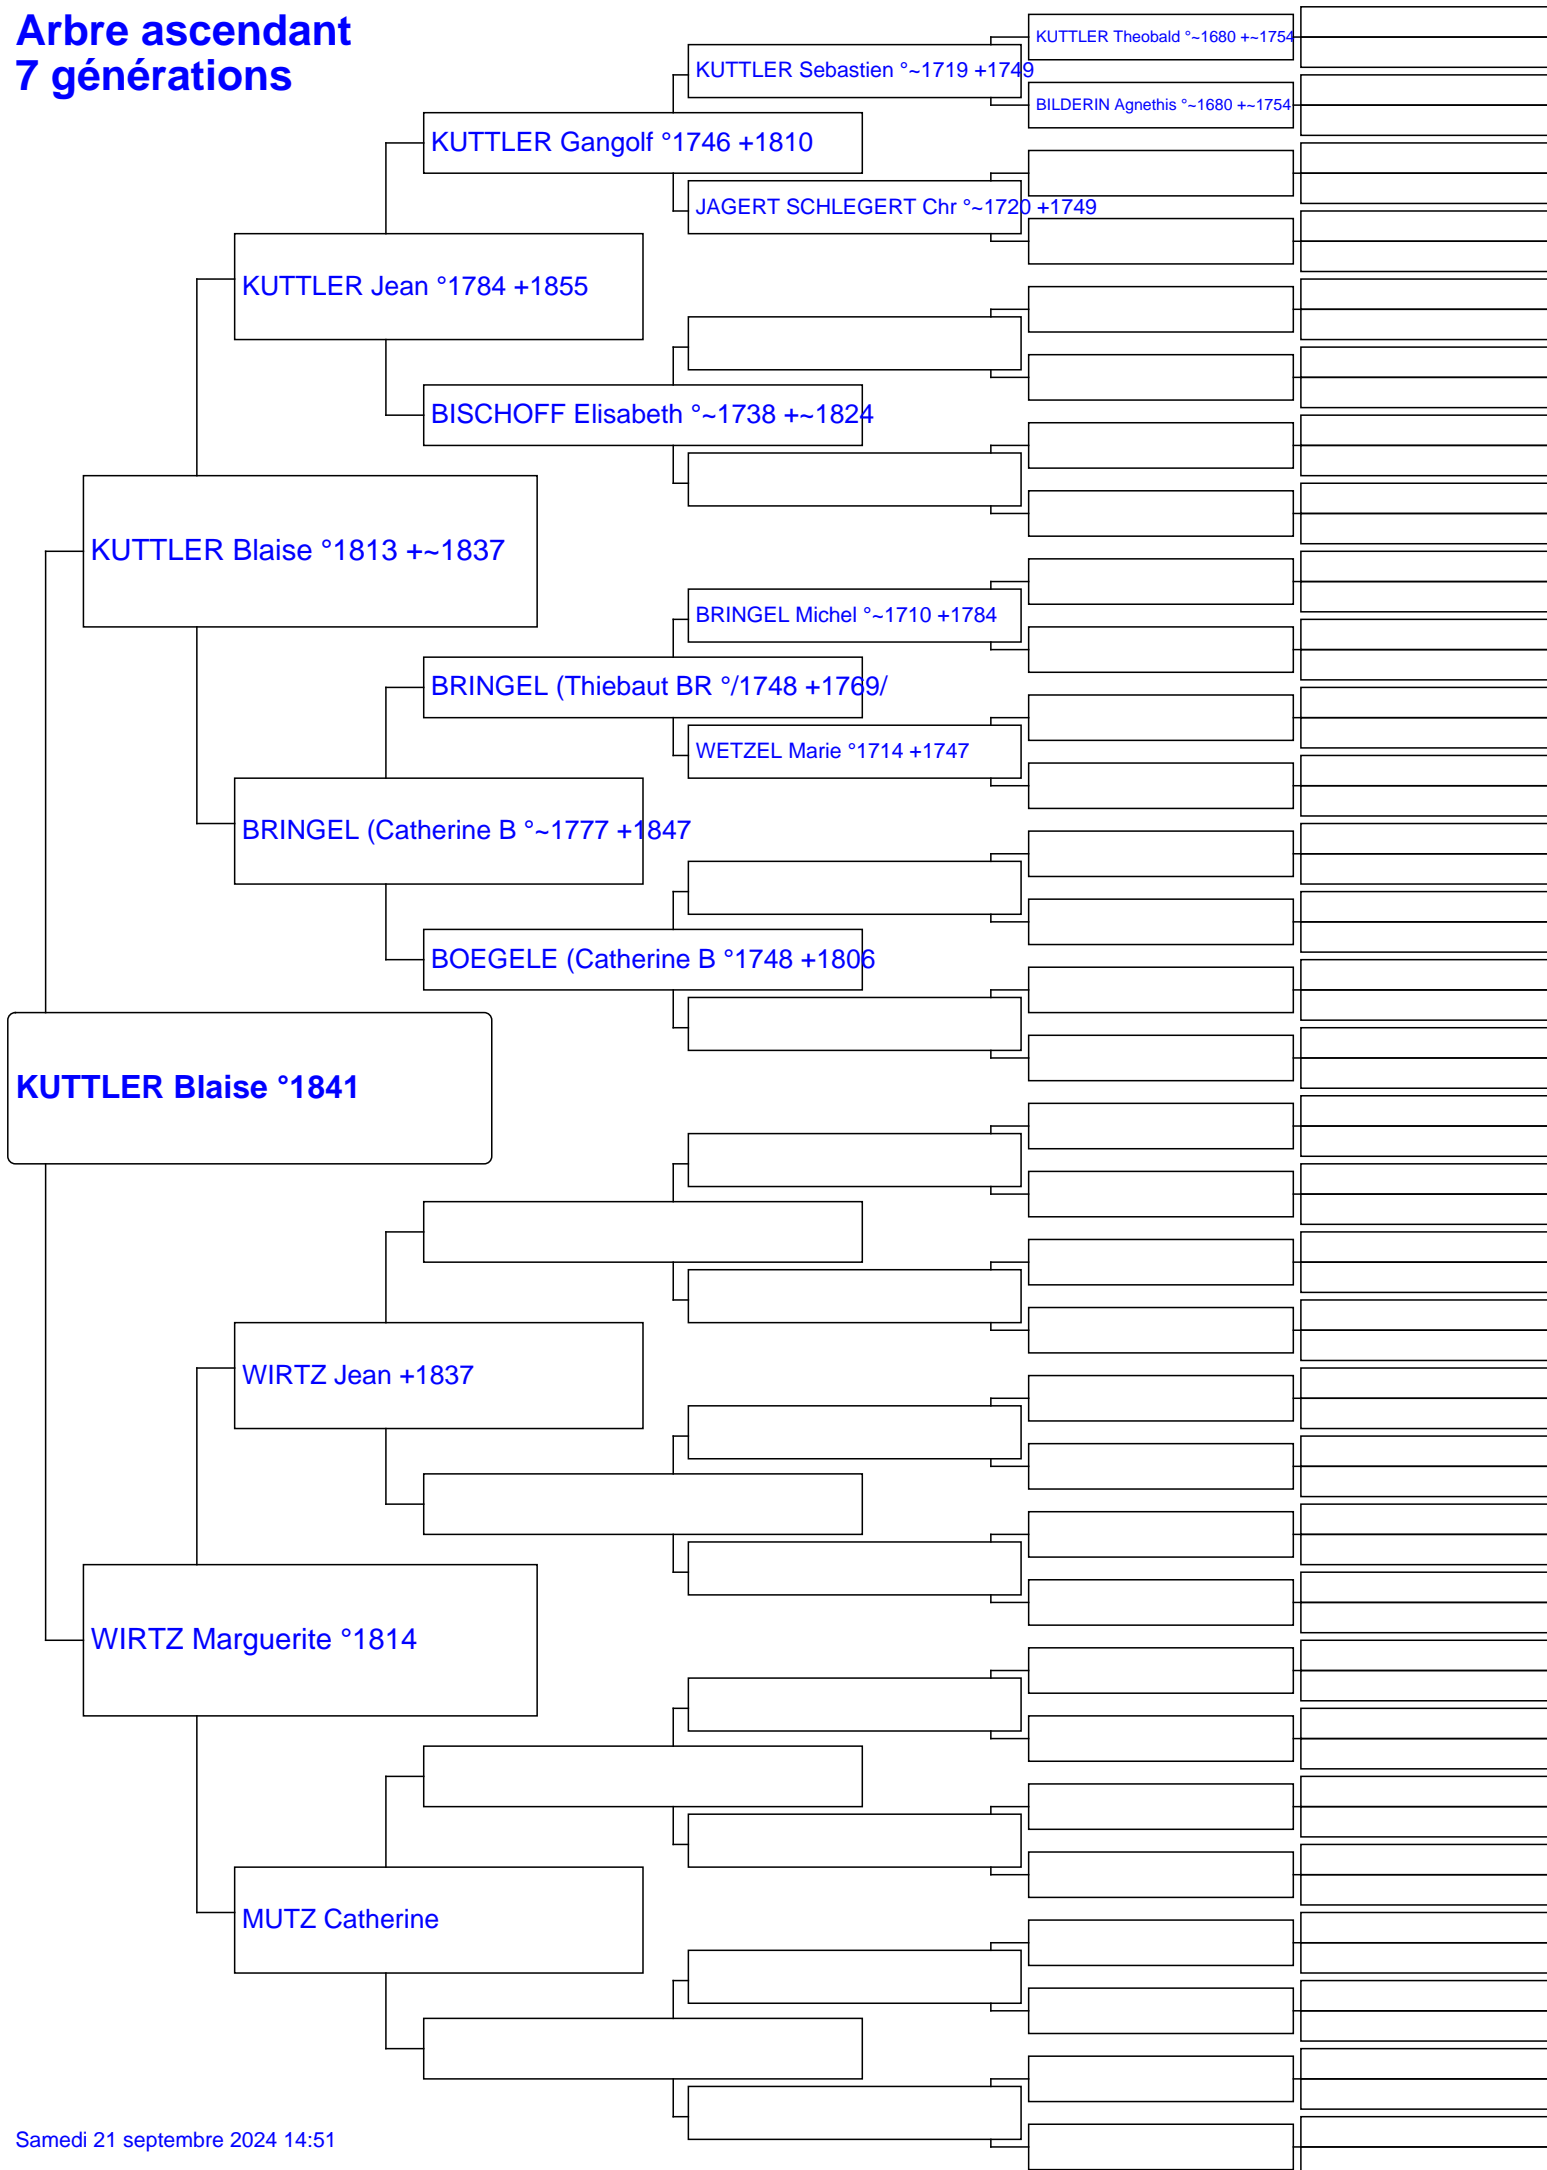 Arbre ascendant
7 générations
KUTTLER Theobald °~1680 +~1754
KUTTLER Sebastien °~1719 +1749
BILDERIN Agnethis °~1680 +~1754
KUTTLER Gangolf °1746 +1810
JAGERT SCHLEGERT Chr °~1720 +1749
KUTTLER Jean °1784 +1855
BISCHOFF Elisabeth °~1738 +~1824
KUTTLER Blaise °1813 +~1837
BRINGEL Michel °~1710 +1784
BRINGEL (Thiebaut BR °/1748 +1769/
WETZEL Marie °1714 +1747
BRINGEL (Catherine B °~1777 +1847
BOEGELE (Catherine B °1748 +1806
KUTTLER Blaise °1841
WIRTZ Jean +1837
WIRTZ Marguerite °1814
MUTZ Catherine
Samedi 21 septembre 2024 14:51